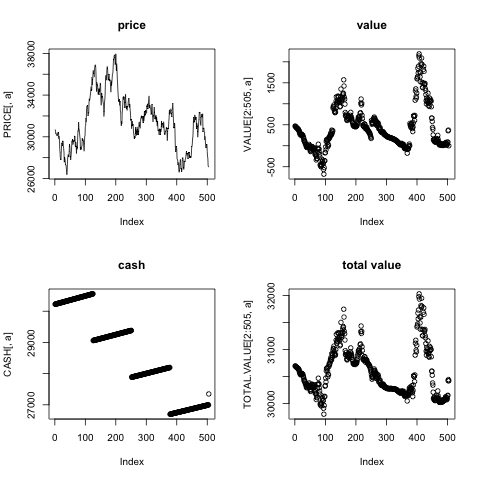 price
PRICE[, a]
26000 30000 34000 38000
0 100 200 300 400 500
Index
value
VALUE[2:505, a]
-500 500 1500
0 100 200 300 400 500
Index
cash
CASH[, a]
27000 29000
0 100 200 300 400 500
Index
total value
TOTAL.VALUE[2:505, a]
30000 31000 32000
0 100 200 300 400 500
Index